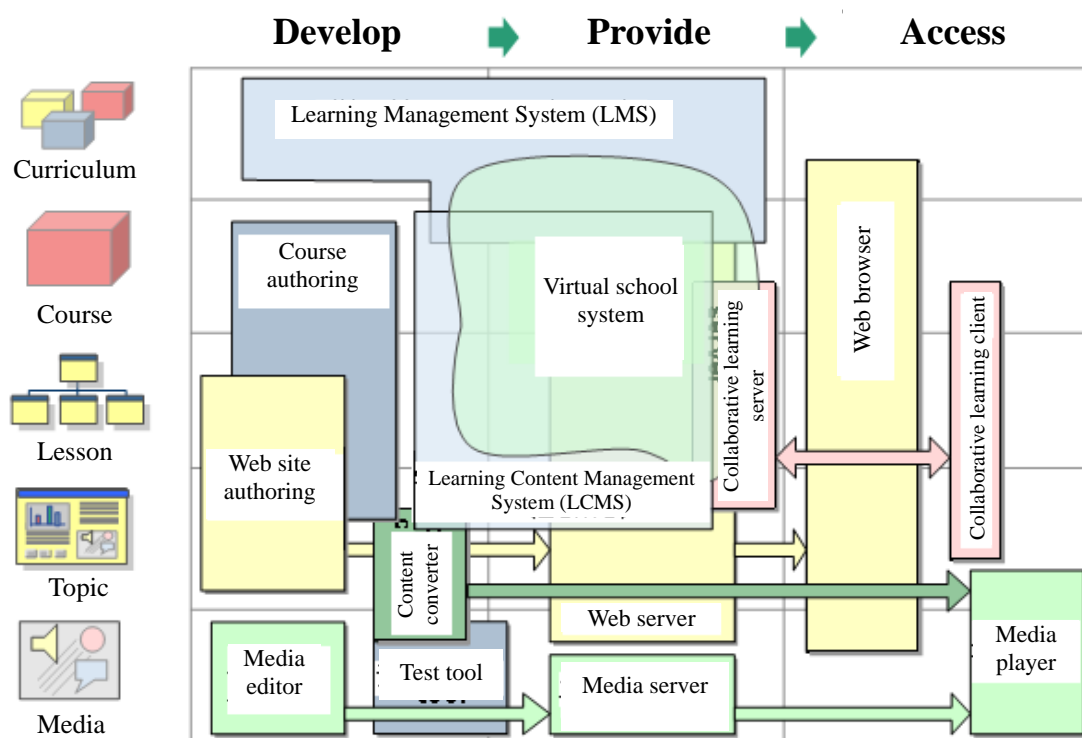 Develop
Provide
Access
Learning Management System (LMS)
Curriculum
Course
authoring
Virtual school
system
Web browser
Course
Collaborative learning
server
Collaborative learning client
Lesson
Web site
authoring
Learning Content Management
System (LCMS)
Topic
Content
converter
Web server
Media
editor
Test tool
Media server
Media
player
Media